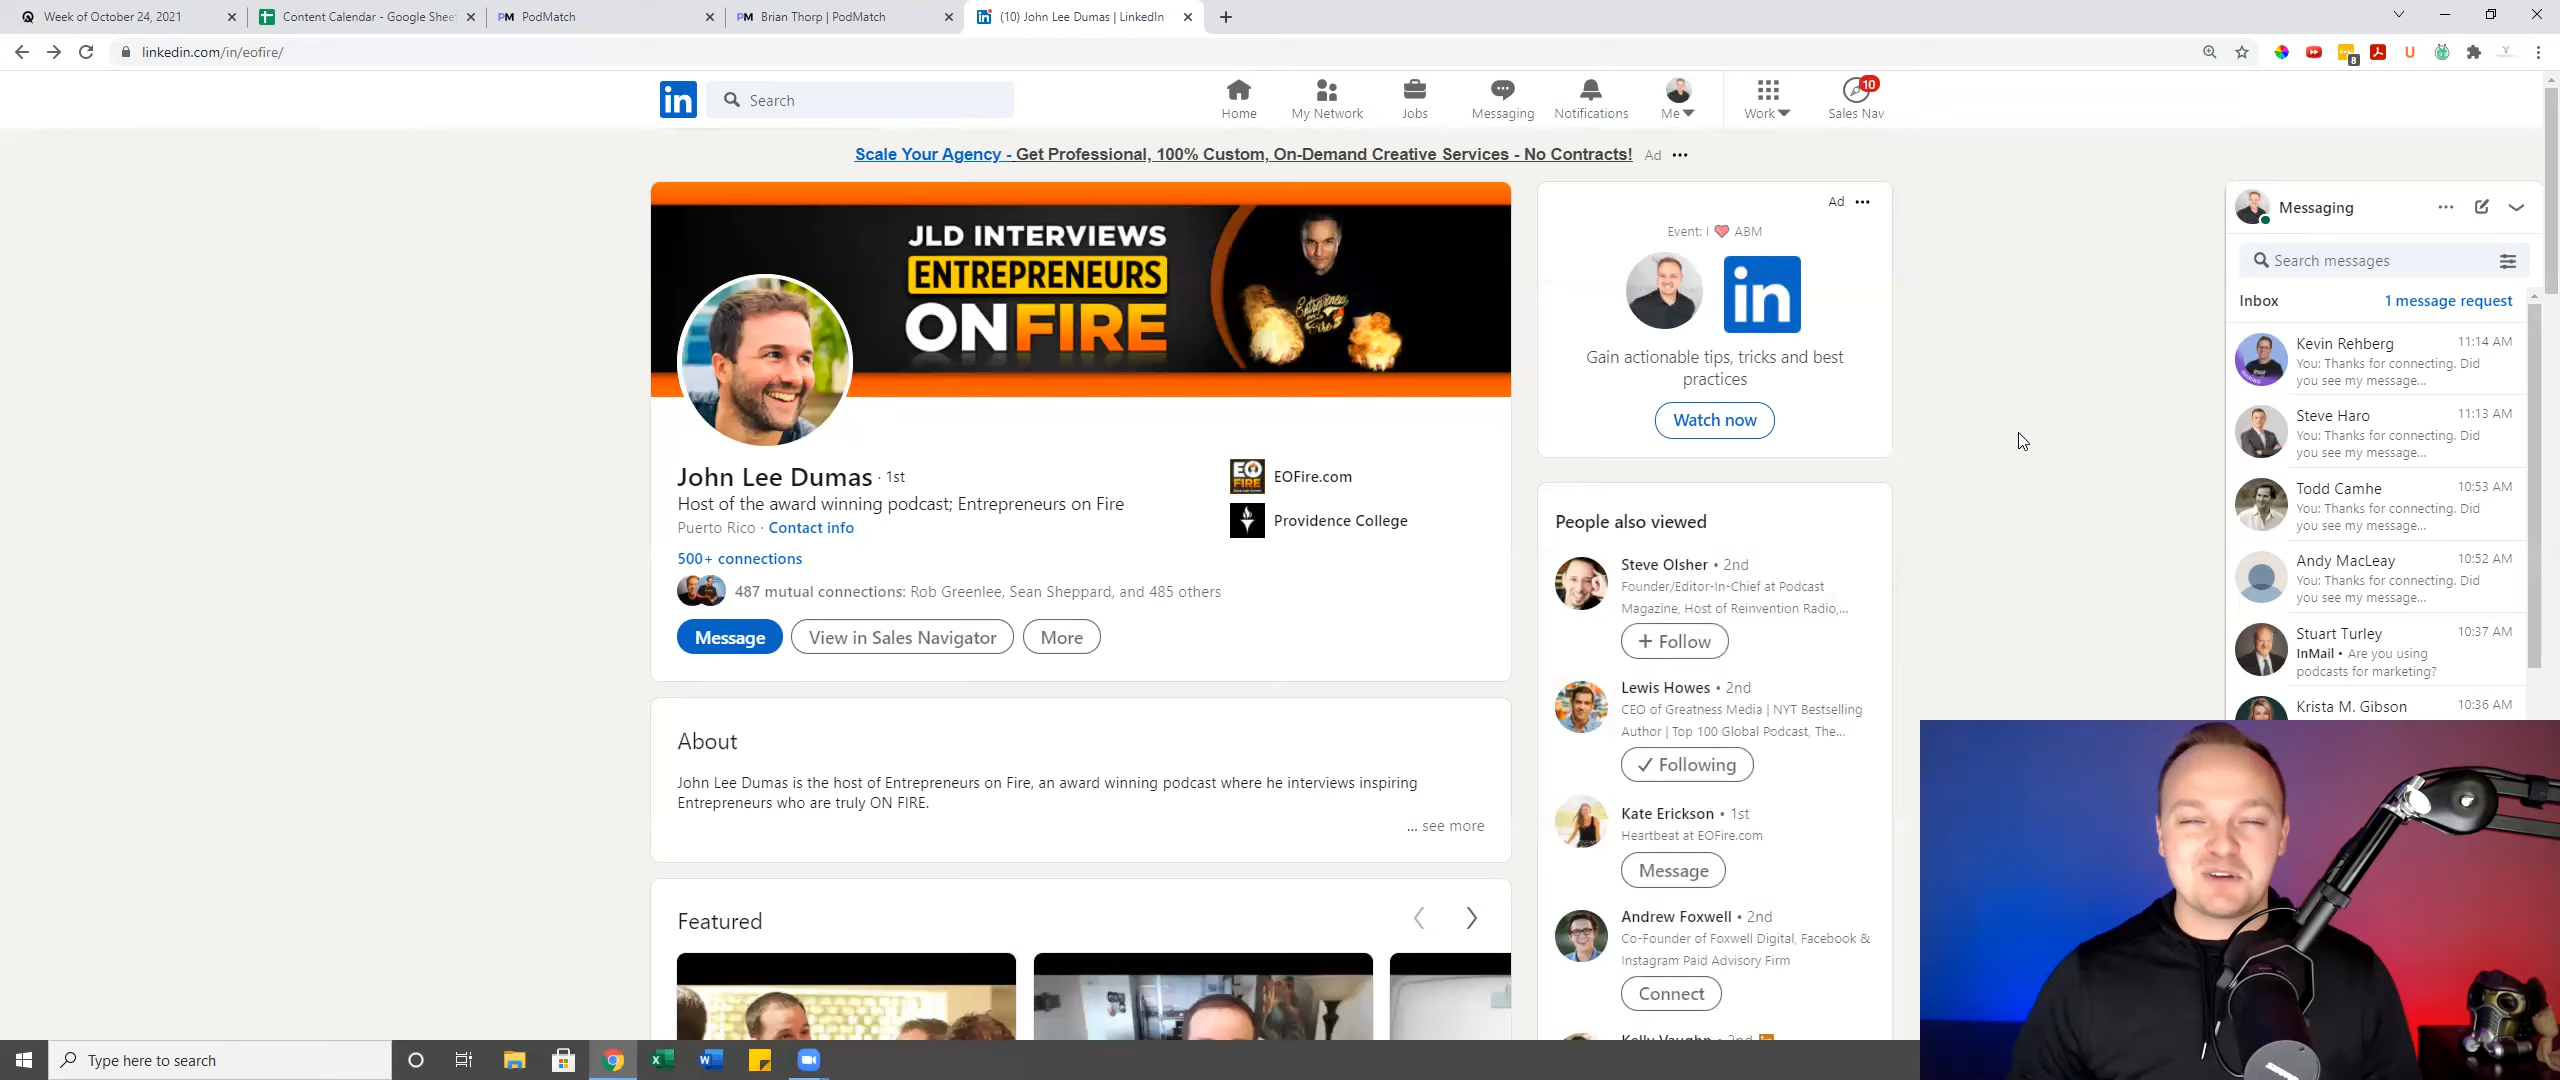 Week of October 24, 2021
Content Calendar - Google Sheet
PM PodMatch
PM Brian Thorp | PodMatch
(10) John Lee Dumas | LinkedIn
linkedin.com/in/eofire/
8
in
Search
Home
My Network
Jobs
Messaging
Notifications
Me
Work
10
Sales Nav
Scale Your Agency - Get Professional, 100% Custom, On-Demand Creative Services - No Contracts!
Ad
JLD INTERVIEWS
ENTREPRENEURS
ON FIRE
John Lee Dumas · 1st
Host of the award winning podcast; Entrepreneurs on Fire
Puerto Rico · Contact info
500+ connections
487 mutual connections: Rob Greenlee, Sean Sheppard, and 485 others
Message
View in Sales Navigator
More
EO
FIRE
EOFire.com
Providence College
About
John Lee Dumas is the host of Entrepreneurs on Fire, an award winning podcast where he interviews inspiring
Entrepreneurs who are truly ON FIRE.
... see more
Featured
Ad
Event: I ❤ ABM
in
Gain actionable tips, tricks and best
practices
Watch now
People also viewed
Steve Olsher • 2nd
Founder/Editor-In-Chief at Podcast
Magazine, Host of Reinvention Radio,...
+ Follow
Lewis Howes • 2nd
CEO of Greatness Media | NYT Bestselling
Author | Top 100 Global Podcast, The...
✓ Following
Kate Erickson • 1st
Heartbeat at EOFire.com
Message
Andrew Foxwell • 2nd
Co-Founder of Foxwell Digital, Facebook &
Instagram Paid Advisory Firm
Connect
Kelly Vaughn • 2nd
Messaging
Search messages
Inbox
1 message request
Kevin Rehberg
11:14 AM
You: Thanks for connecting. Did
you see my message...
Steve Haro
11:13 AM
You: Thanks for connecting. Did
you see my message...
Todd Camhe
10:53 AM
You: Thanks for connecting. Did
you see my message...
Andy MacLeay
10:52 AM
You: Thanks for connecting. Did
you see my message...
Stuart Turley
10:37 AM
InMail • Are you using
podcasts for marketing?
Krista M. Gibson
10:36 AM
Type here to search